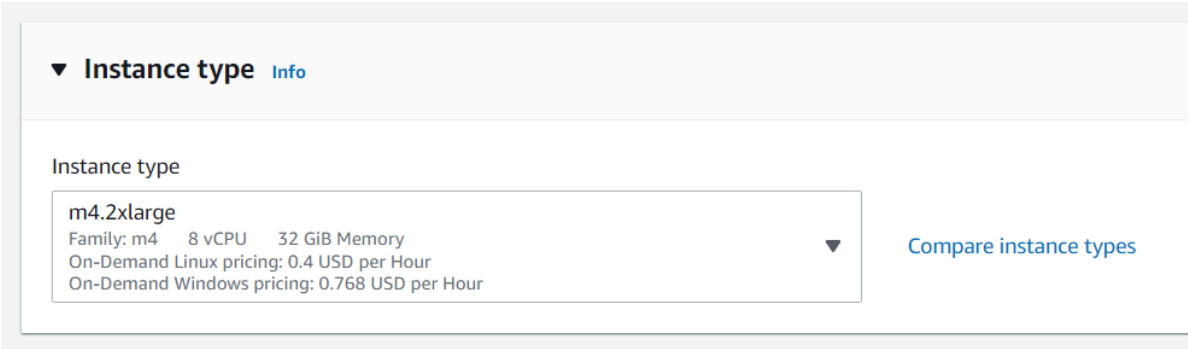 Instance type Info
Instance type
m4.2xlarge
Family: m4 8 vCPU 32 GiB Memory
On-Demand Linux pricing: 0.4 USD per Hour
On-Demand Windows pricing: 0.768 USD per Hour
Compare instance types